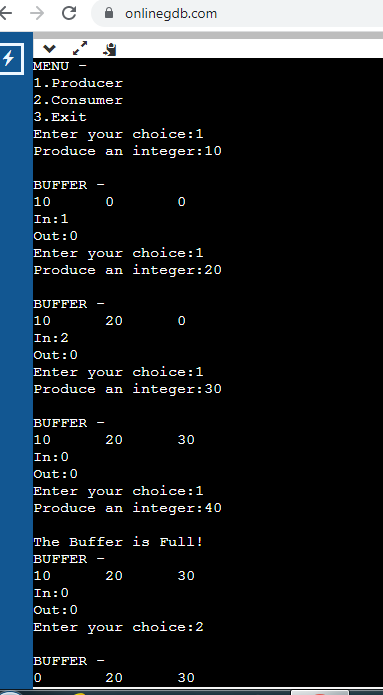 onlinegdb.com
MENU -
1.Producer
2.Consumer
3.Exit
Enter your choice:1
Produce an integer:10
BUFFER -
10 0 0
In:1
Out:0
Enter your choice:1
Produce an integer:20
BUFFER -
10 20 0
In:2
Out:0
Enter your choice:1
Produce an integer:30
BUFFER -
10 20 30
In:0
Out:0
Enter your choice:1
Produce an integer:40
The Buffer is Full!
BUFFER -
10 20 30
In:0
Out:0
Enter your choice:2
BUFFER -
0 20 30